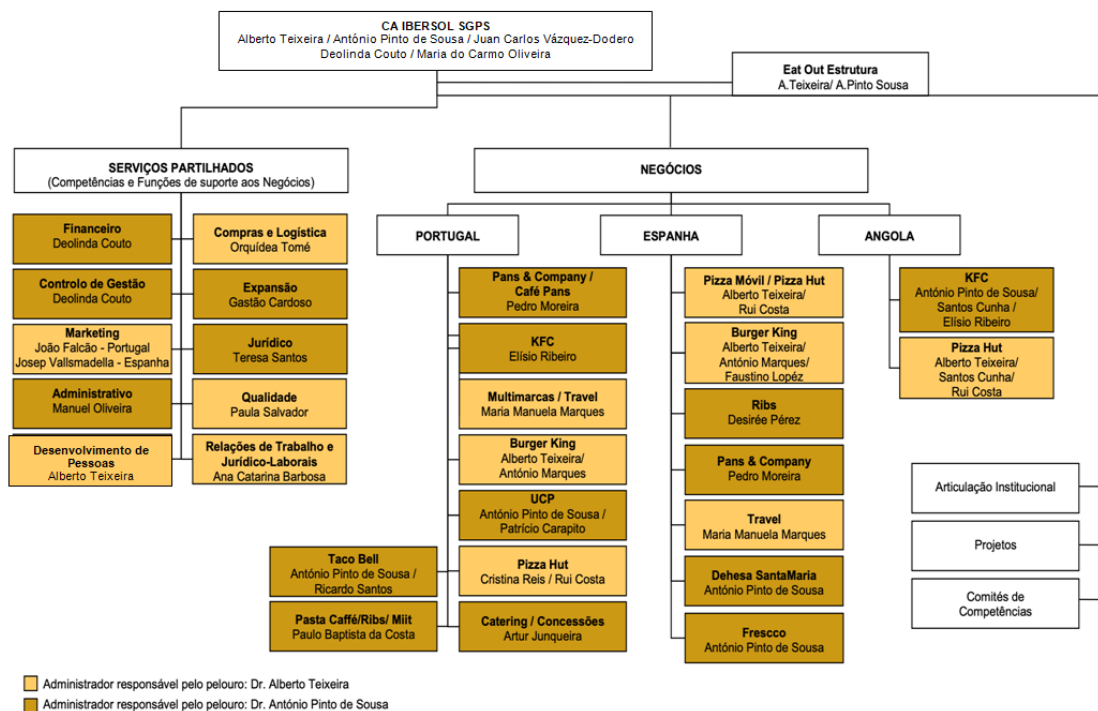 CA IBERSOL SGPS
Alberto Teixeira / António Pinto de Sousa / Juan Carlos Vázquez-Dodero
Deolinda Couto / Maria do Carmo Oliveira
Eat Out Estrutura
A.Teixeira/ A.Pinto Sousa
SERVIÇOS PARTILHADOS
(Competências e Funções de suporte aos Negócios)
NEGÓCIOS
Financeiro
Deolinda Couto
Compras e Logística
Orquídea Tomé
Controlo de Gestão
Deolinda Couto
Expansão
Gastão Cardoso
Marketing
João Falcão - Portugal
Josep Vallsmadella - Espanha
Jurídico
Teresa Santos
Administrativo
Manuel Oliveira
Qualidade
Paula Salvador
Desenvolvimento de
Pessoas
Alberto Teixeira
Relações de Trabalho e
Jurídico-Laborais
Ana Catarina Barbosa
PORTUGAL
Pans & Company /
Café Pans
Pedro Moreira
KFC
Elísio Ribeiro
Multimarcas / Travel
Maria Manuela Marques
Burger King
Alberto Teixeira/
António Marques
UCP
António Pinto de Sousa /
Patrício Carapito
Taco Bell
António Pinto de Sousa /
Ricardo Santos
Pizza Hut
Cristina Reis / Rui Costa
Pasta Caffé/Ribs/ Miit
Paulo Baptista da Costa
Catering / Concessões
Artur Junqueira
ESPANHA
Pizza Móvil / Pizza Hut
Alberto Teixeira/
Rui Costa
Burger King
Alberto Teixeira/
António Marques/
Faustino Lopéz
Ribs
Desirée Pérez
Pans & Company
Pedro Moreira
Travel
Maria Manuela Marques
Dehesa SantaMaria
António Pinto de Sousa
Frescco
António Pinto de Sousa
ANGOLA
KFC
António Pinto de Sousa/
Santos Cunha /
Elísio Ribeiro
Pizza Hut
Alberto Teixeira/
Santos Cunha/
Rui Costa
Articulação Institucional
Projetos
Comités de
Competências
Administrador responsável pelo pelouro: Dr. Alberto Teixeira
Administrador responsável pelo pelouro: Dr. António Pinto de Sousa